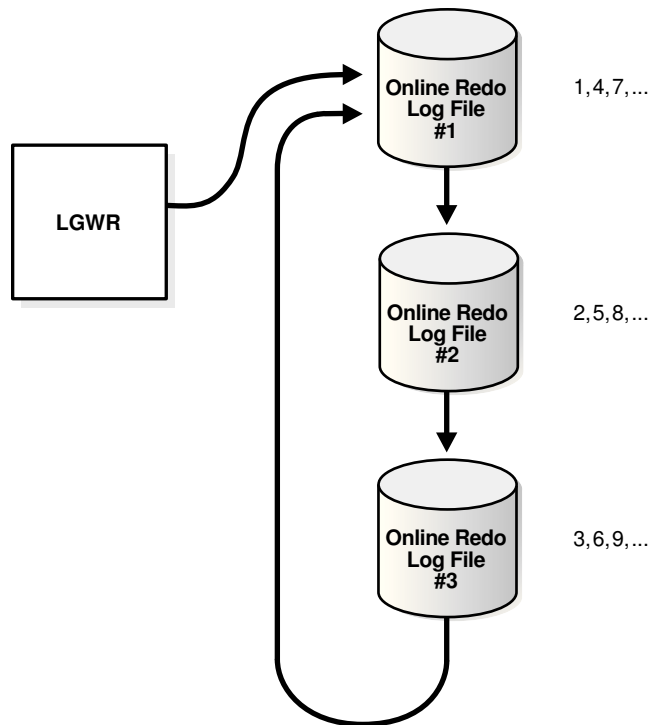 Online Redo
Log File
#1
1,4,7,...
LGWR
Online Redo
Log File
#2
2,5,8,...
Online Redo
Log File
#3
3,6,9,...